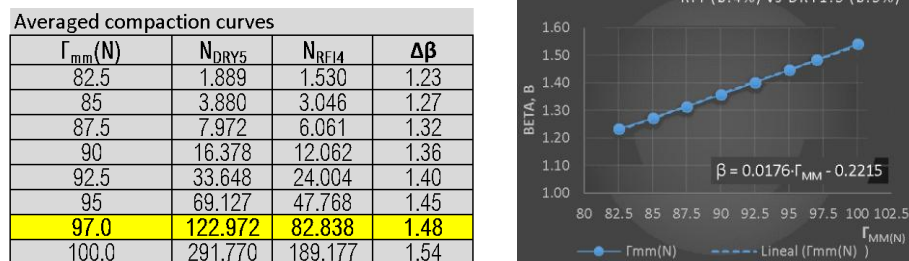 Averaged compaction curves
Γmm(N) NDRY5 NRFI4 Δβ
82.5 1.889 1.530 1.23
85 3.880 3.046 1.27
87.5 7.972 6.061 1.32
90 16.378 12.062 1.36
92.5 33.648 24.004 1.40
95 69.127 47.768 1.45
97.0 122.972 82.838 1.48
100.0 291.770 189.177 1.54
1.60
1.50
1.40
1.30
1.20
1.10
1.00
BETA, B
β = 0.0176·ΓMM - 0.2215
80 82.5 85 87.5 90 92.5 95 97.5 100 102.5
ΓMM(N)
Γmm(N) Lineal (Γmm(N) )